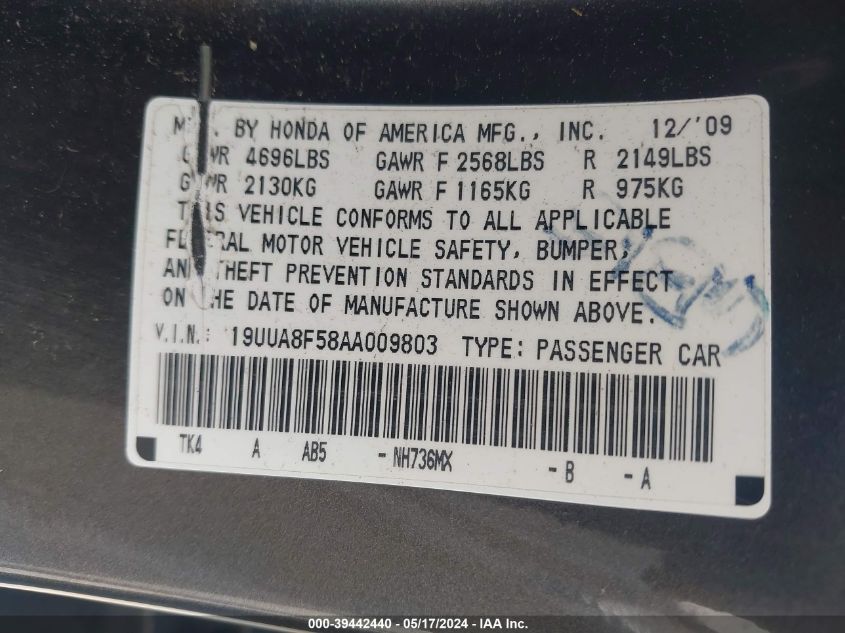 BY HONDA OF AMERICA MFG., INC. 12/'09
4696LBS GAWR F 2568LBS R 2149LBS
2130KG GAWR F 1165KG R 975KG
VEHICLE CONFORMS TO ALL APPLICABLE
MOTOR VEHICLE SAFETY, BUMPER,
THEFT PREVENTION STANDARDS IN EFFECT
ON DATE OF MANUFACTURE SHOWN ABOVE.
V.I.N.: 19UUA8F58AA009803 TYPE: PASSENGER CAR
TK4 A AB5 - NH736MX - B - A
000-39442440 - 05/17/2024 - IAA Inc.